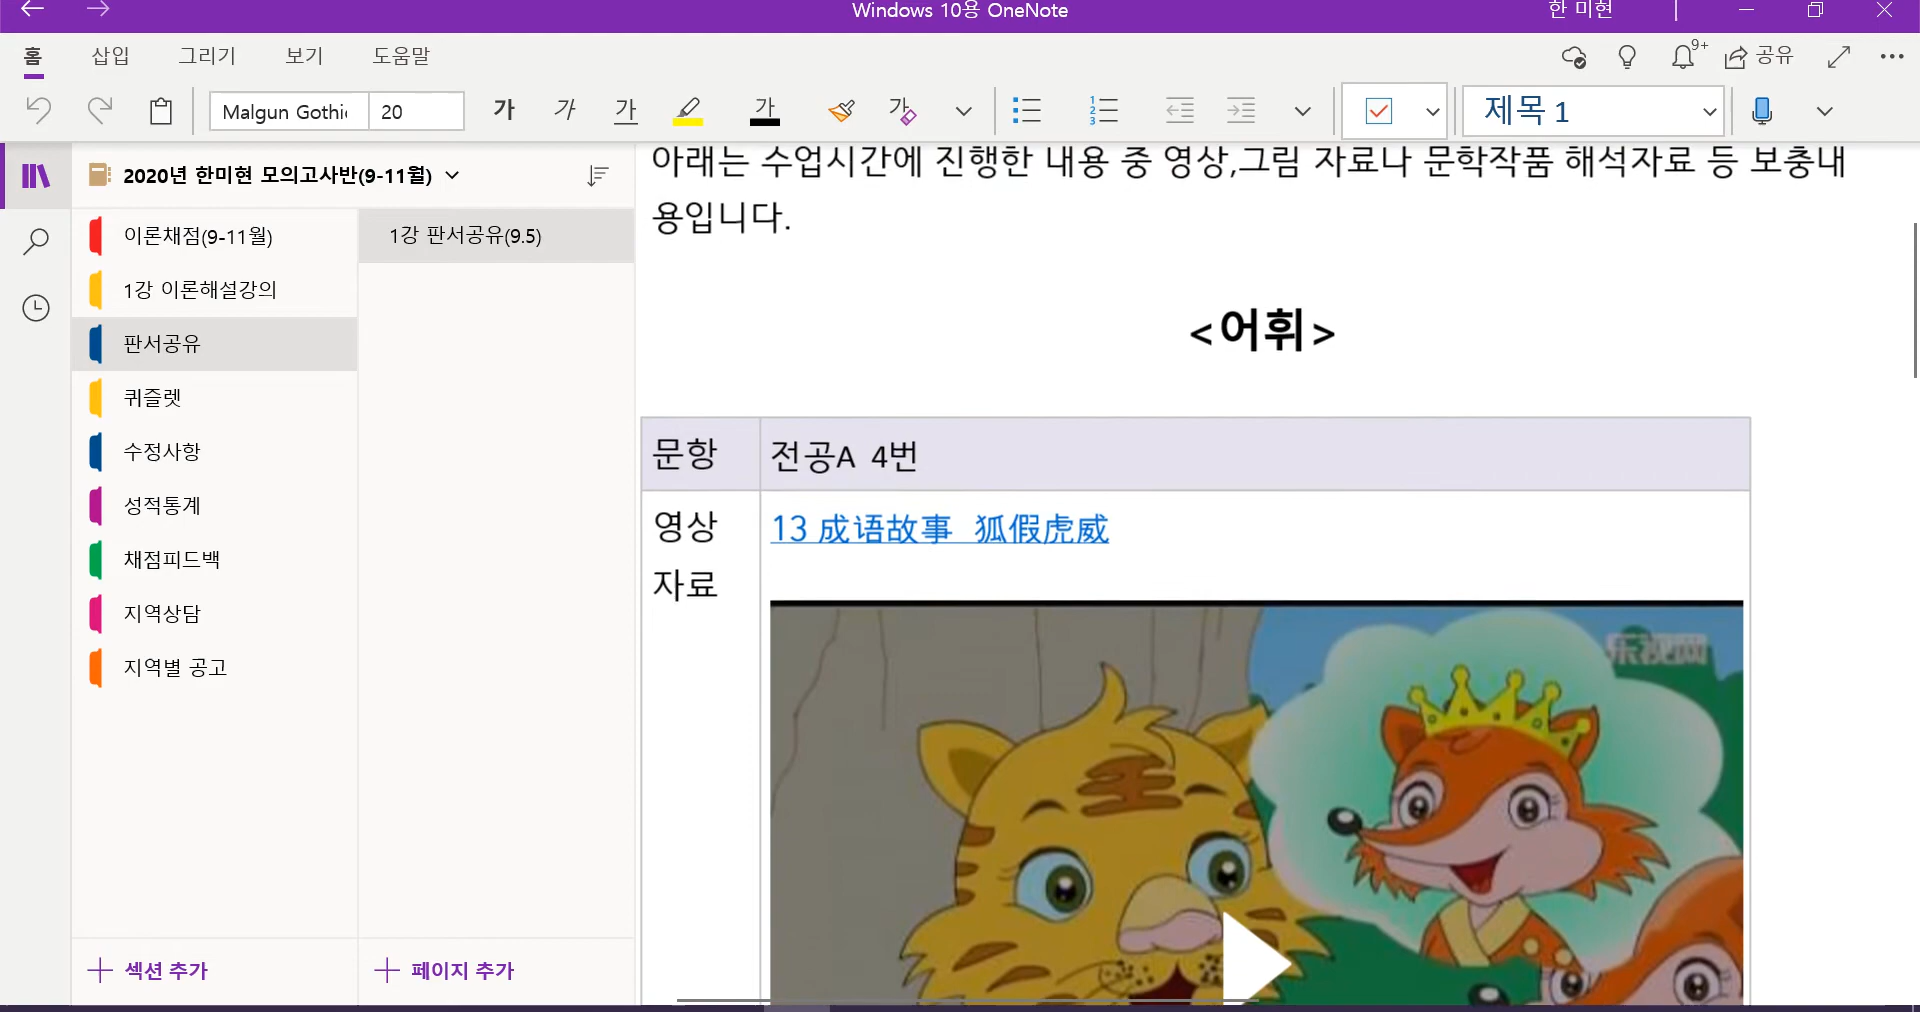 Windows 10용 OneNote
한 미현
홈 삽입 그리기 보기 도움말
9+ 공유
Malgun Gothic 20 가 가 가 가 가 제목 1
2020년 한미현 모의고사반(9-11월)
이론채점(9-11월)
1강 이론해설강의
판서공유
퀴즐렛
수정사항
성적통계
채점피드백
지역상담
지역별 공고
섹션 추가
1강 판서공유(9.5)
페이지 추가
아래는 수업시간에 진행한 내용 중 영상,그림 자료나 문학작품 해석자료 등 보충내
용입니다.
<어휘>
문항 전공A 4번
영상
자료
13 成语故事 狐假虎威
乐视网